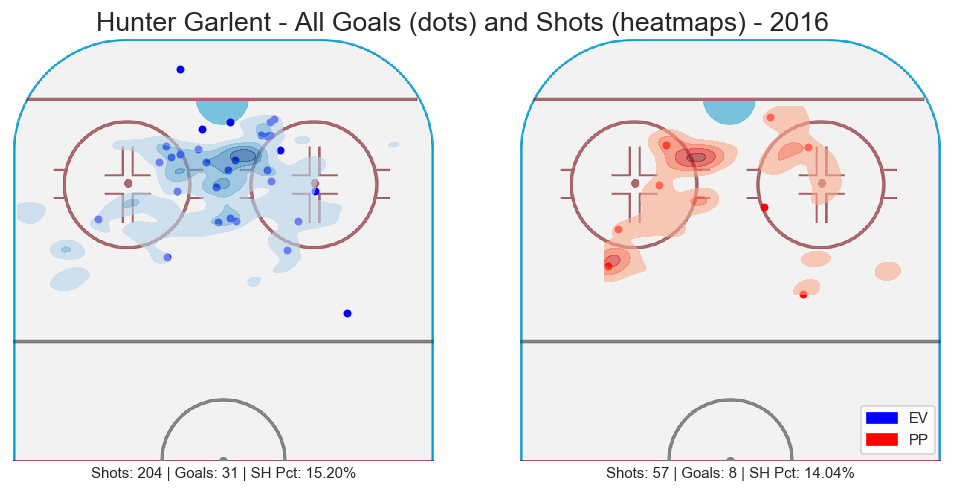 Hunter Garlent - All Goals (dots) and Shots (heatmaps) - 2016
EV
PP
Shots: 204 | Goals: 31 | SH Pct: 15.20%
Shots: 57 | Goals: 8 | SH Pct: 14.04%